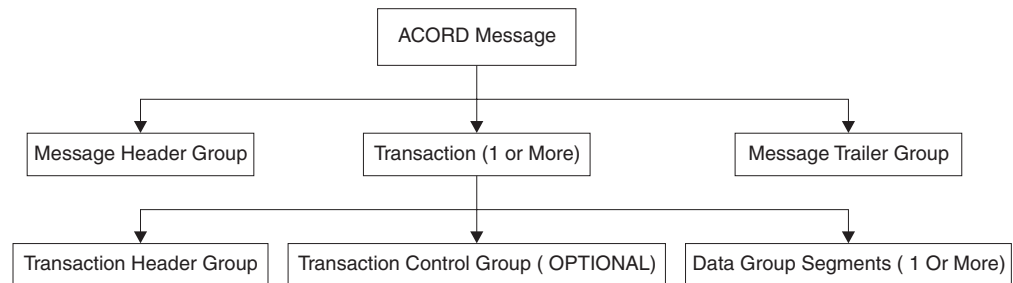 ACORD Message
Message Header Group
Transaction (1 or More)
Message Trailer Group
Transaction Header Group
Transaction Control Group ( OPTIONAL)
Data Group Segments ( 1 Or More)